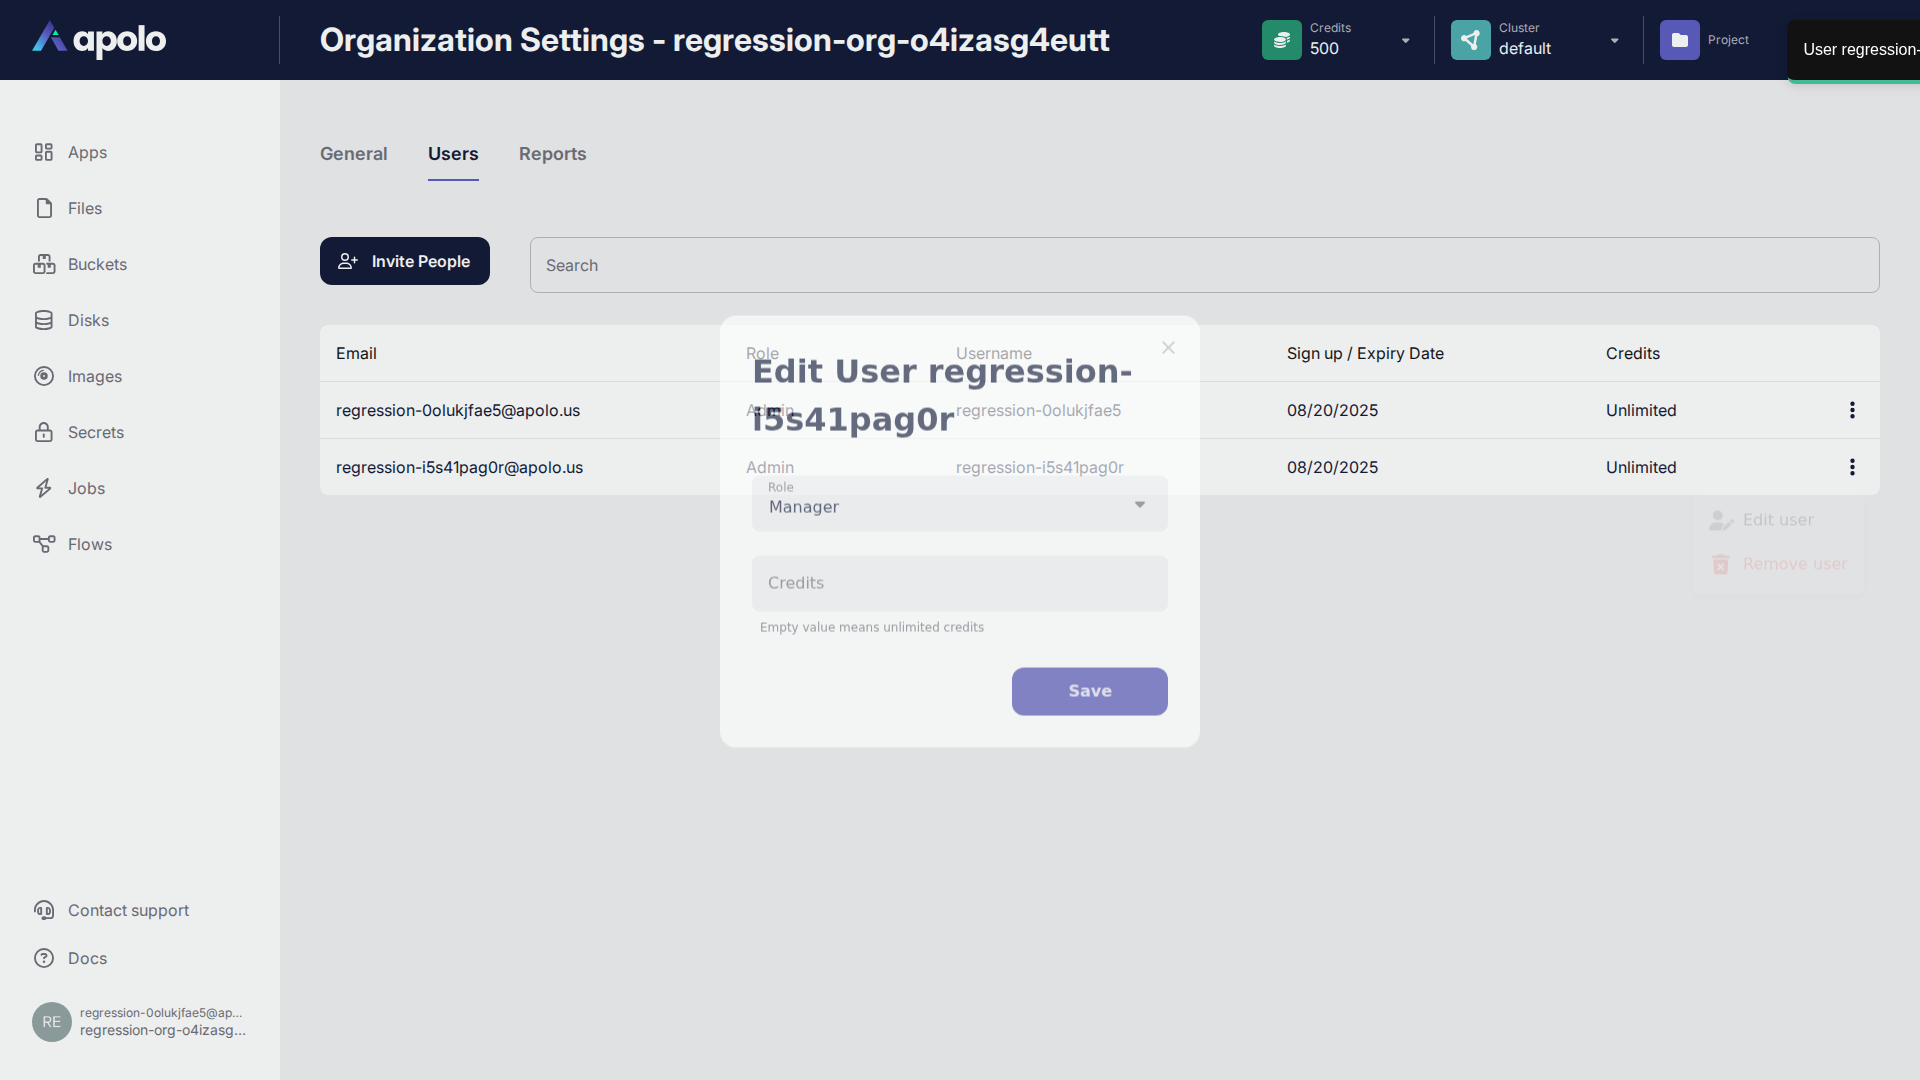 apolo
Organization Settings - regression-org-o4izasg4eutt
Credits
500
Cluster
default
Project
User regression-
Apps
Files
Buckets
Disks
Images
Secrets
Jobs
Flows
General Users Reports
Invite People
Search
Email Role Username Sign up / Expiry Date Credits
regression-0olukjfae5@apolo.us Admin regression-0olukjfae5 08/20/2025 Unlimited
regression-i5s41pag0r@apolo.us Admin regression-i5s41pag0r 08/20/2025 Unlimited
Edit User regression-
i5s41pag0r
Role
Manager
Credits
Empty value means unlimited credits
Save
Edit user
Remove user
Contact support
Docs
RE
regression-0olukjfae5@ap...
regression-org-o4izasg...